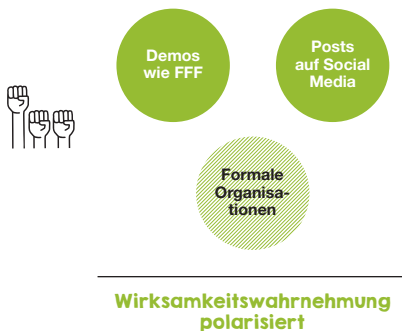 Demos
wie FFF
Posts
auf Social
Media
Formale
Organisa-
tionen
Wirksamkeitswahrnehmung
polarisiert